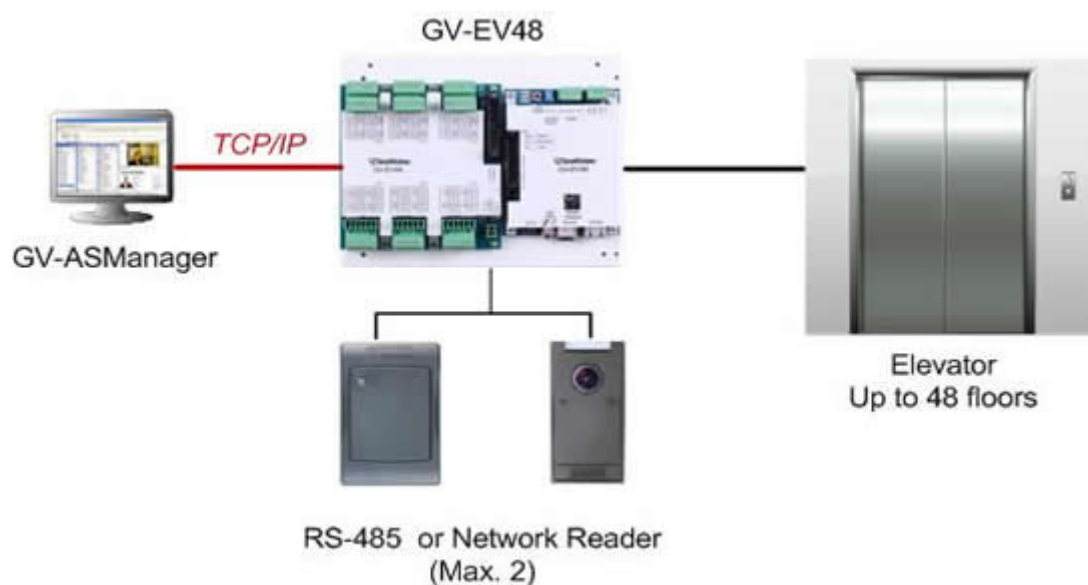 GV-EV48
TCP/IP
GV-ASManager
Elevator
Up to 48 floors
RS-485 or Network Reader
(Max. 2)